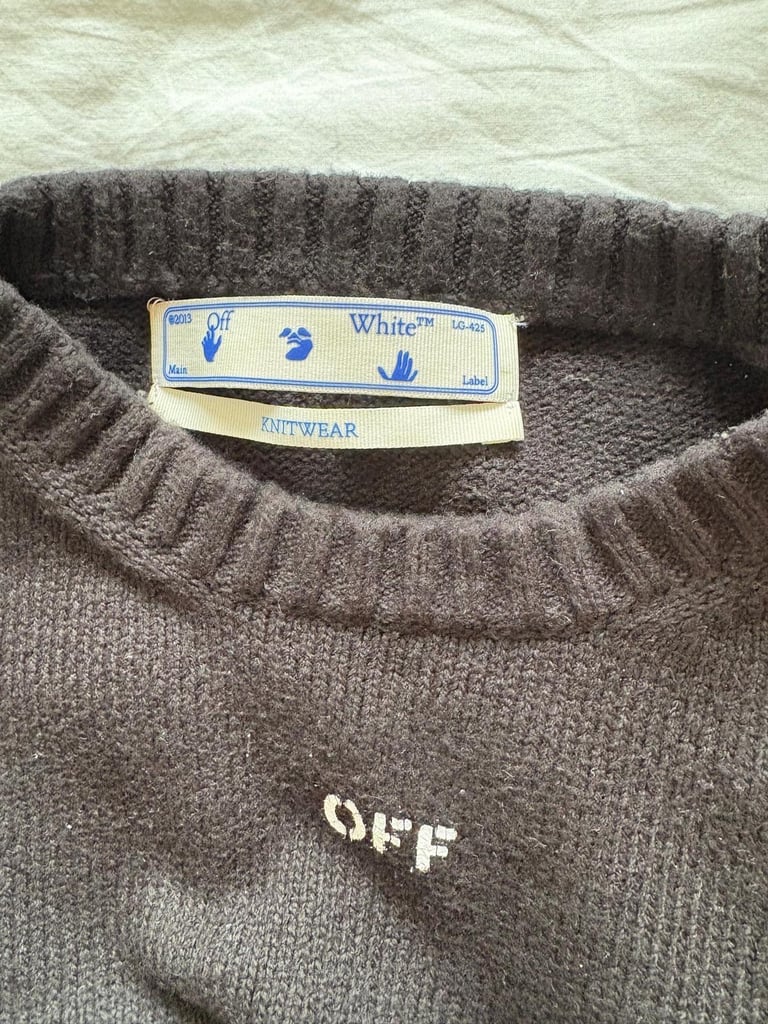 ©2013 Off White™ LG-425
Main Label
KNITWEAR
OFF